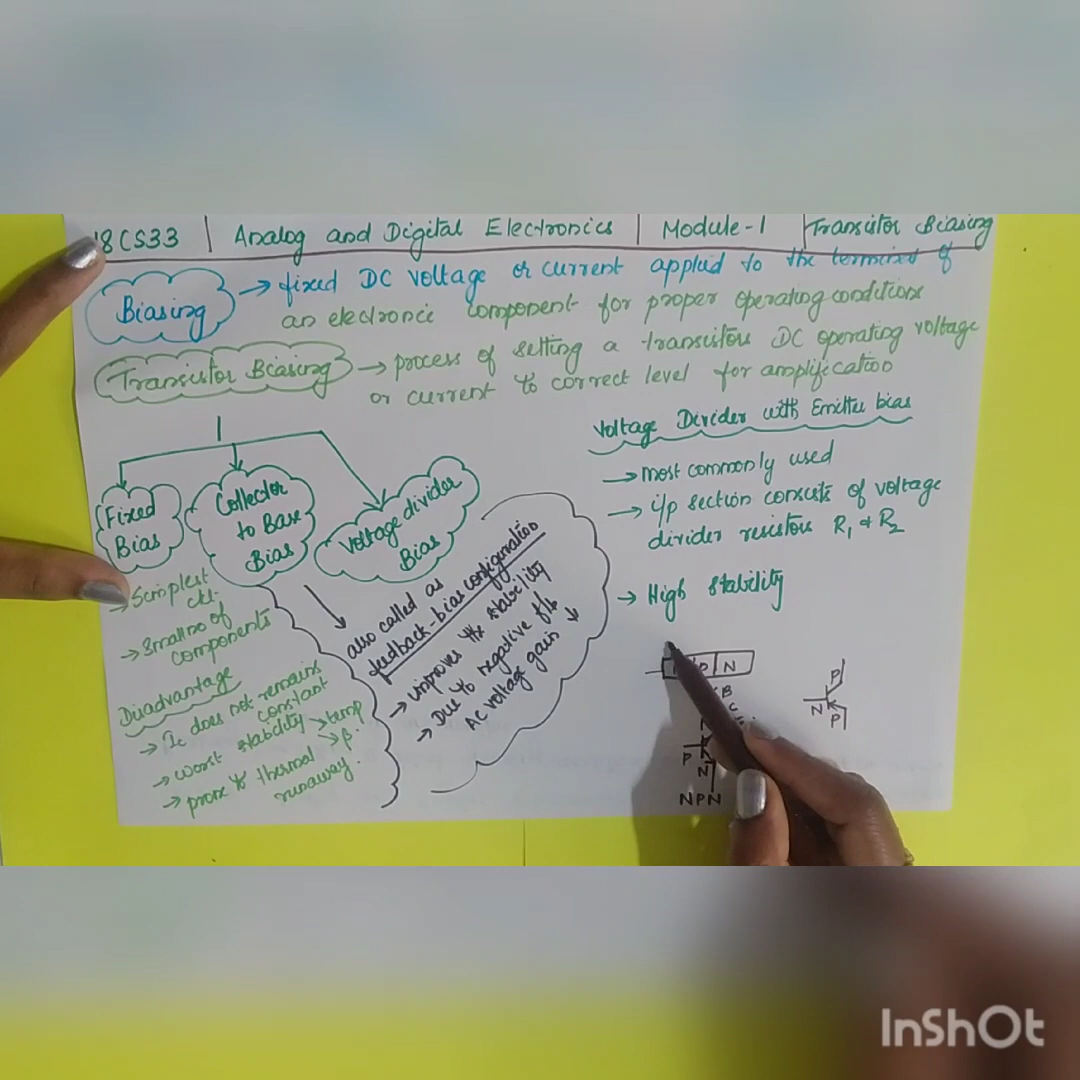 18CS33 | Analog and Digital Electronics | Module-1 | Transistor Biasing
Biasing → fixed DC voltage or current applied to the terminal of
an electronic component for proper operating conditions
Transistor Biasing → process of setting a transistors DC operating voltage
or current to correct level for amplification
Fixed
Bias
Collector
to Base
Bias
Voltage divider
Bias
→ Simplest
ckt.
→ Small no of
components
Disadvantage
→ Ic does not remains
constant
→ worst stability → temp
→ β.
→ prone to thermal
runaway.
also called as
feedback-bias configuration
→ improves the stability
→ Due to negative f/b
AC voltage gain ↓
Voltage Divider with Emitter bias
→ most commonly used
→ i/p section consists of voltage
divider resistors R1 & R2
→ High stability
P N
B
C
P
N
NPN
P
N
P
InShOt